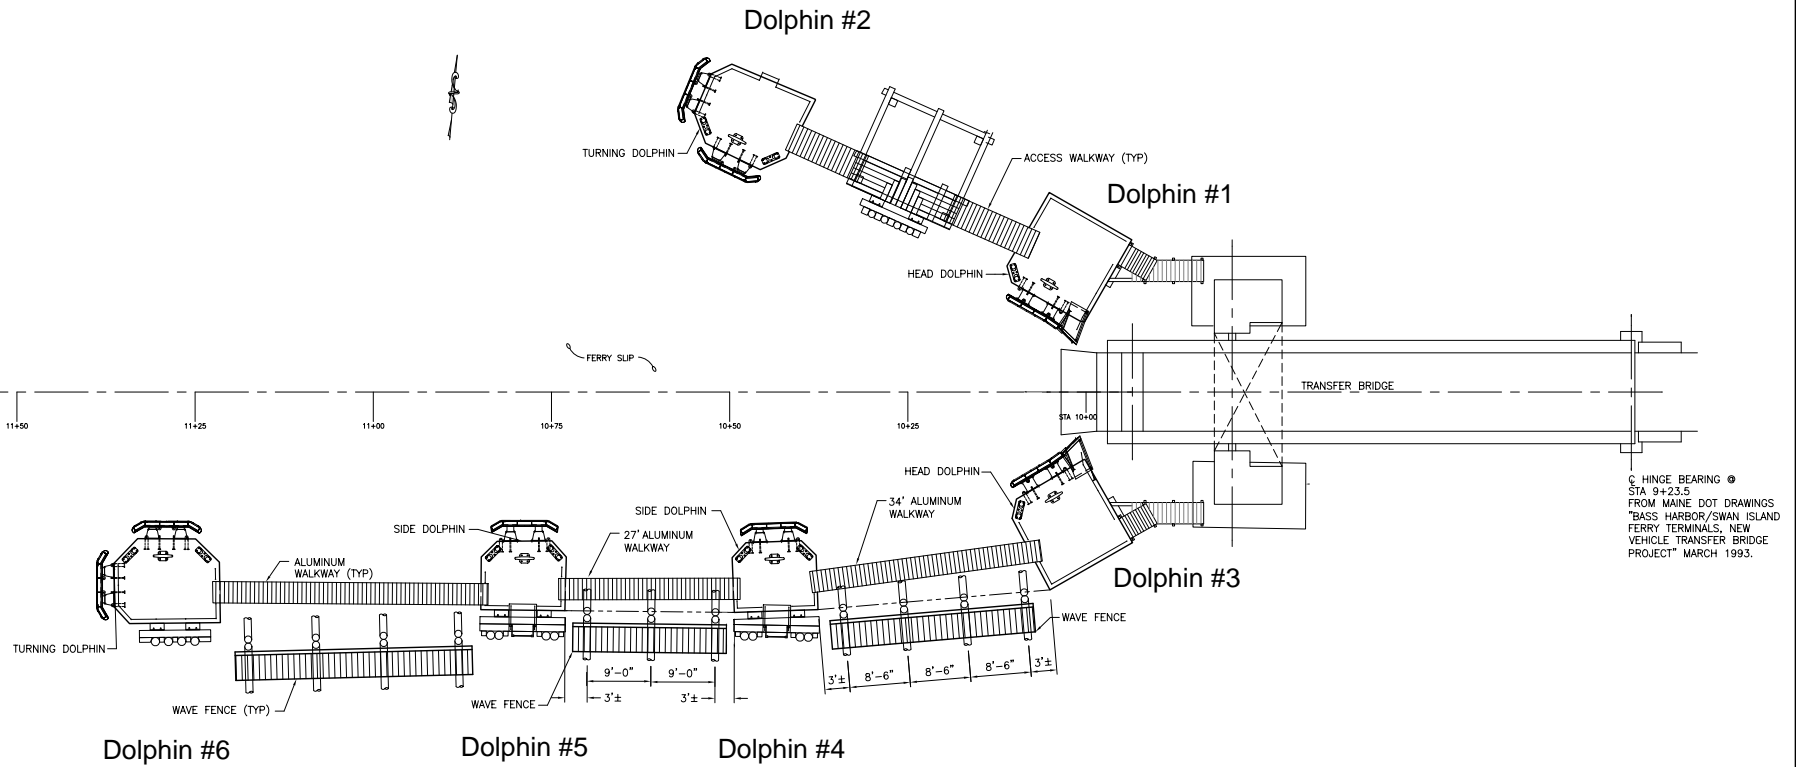 Dolphin #2
TURNING DOLPHIN
ACCESS WALKWAY (TYP)
Dolphin #1
HEAD DOLPHIN
FERRY SLIP
TRANSFER BRIDGE
11+50
11+25
11+00
10+75
10+50
10+25
STA 10+00
HEAD DOLPHIN
34' ALUMINUM
WALKWAY
SIDE DOLPHIN
SIDE DOLPHIN
27' ALUMINUM
WALKWAY
ALUMINUM
WALKWAY (TYP)
℄ HINGE BEARING @
STA 9+23.5
FROM MAINE DOT DRAWINGS
"BASS HARBOR/SWAN ISLAND
FERRY TERMINALS, NEW
VEHICLE TRANSFER BRIDGE
PROJECT" MARCH 1993.
Dolphin #3
WAVE FENCE
TURNING DOLPHIN
9'-0"
9'-0"
3'±
3'±
3'±
8'-6"
8'-6"
8'-6"
3'±
WAVE FENCE (TYP)
WAVE FENCE
Dolphin #6
Dolphin #5
Dolphin #4